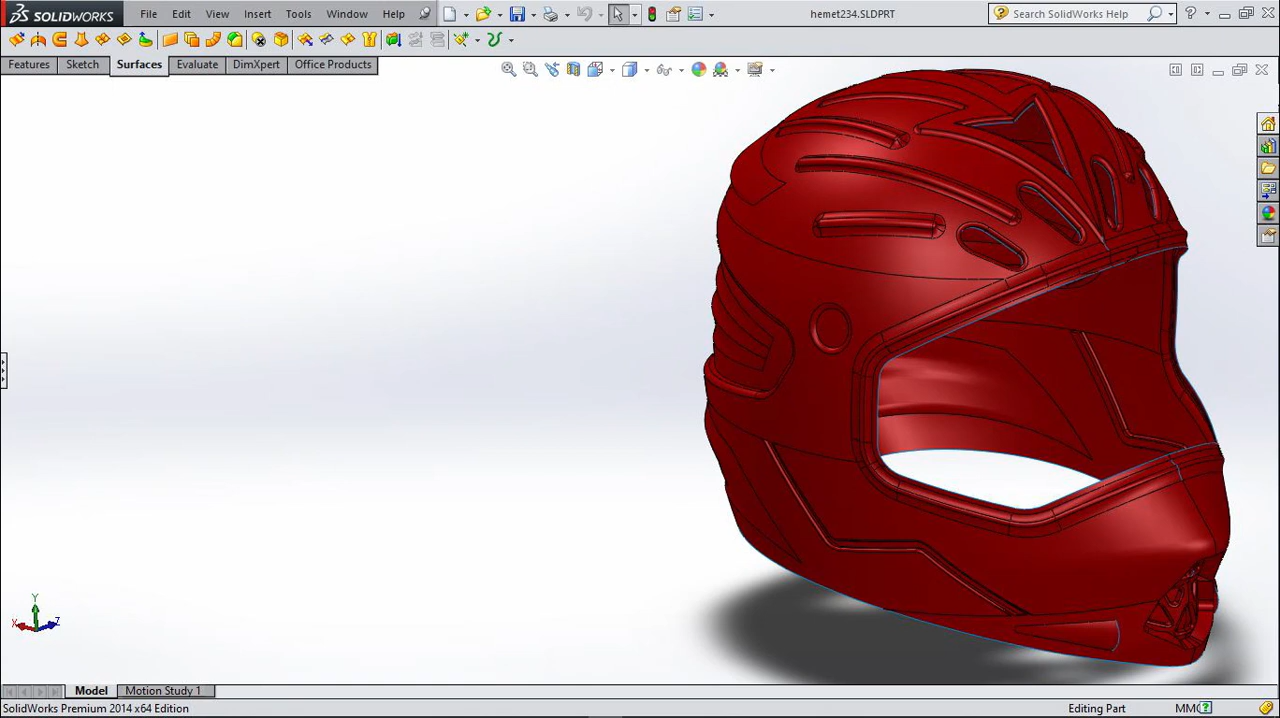 SOLIDWORKS File Edit View Insert Tools Window Help hemet234.SLDPRT Search SolidWorks Help
Features Sketch Surfaces Evaluate DimXpert Office Products
Y
X
Z
Model Motion Study 1
SolidWorks Premium 2014 x64 Edition Editing Part